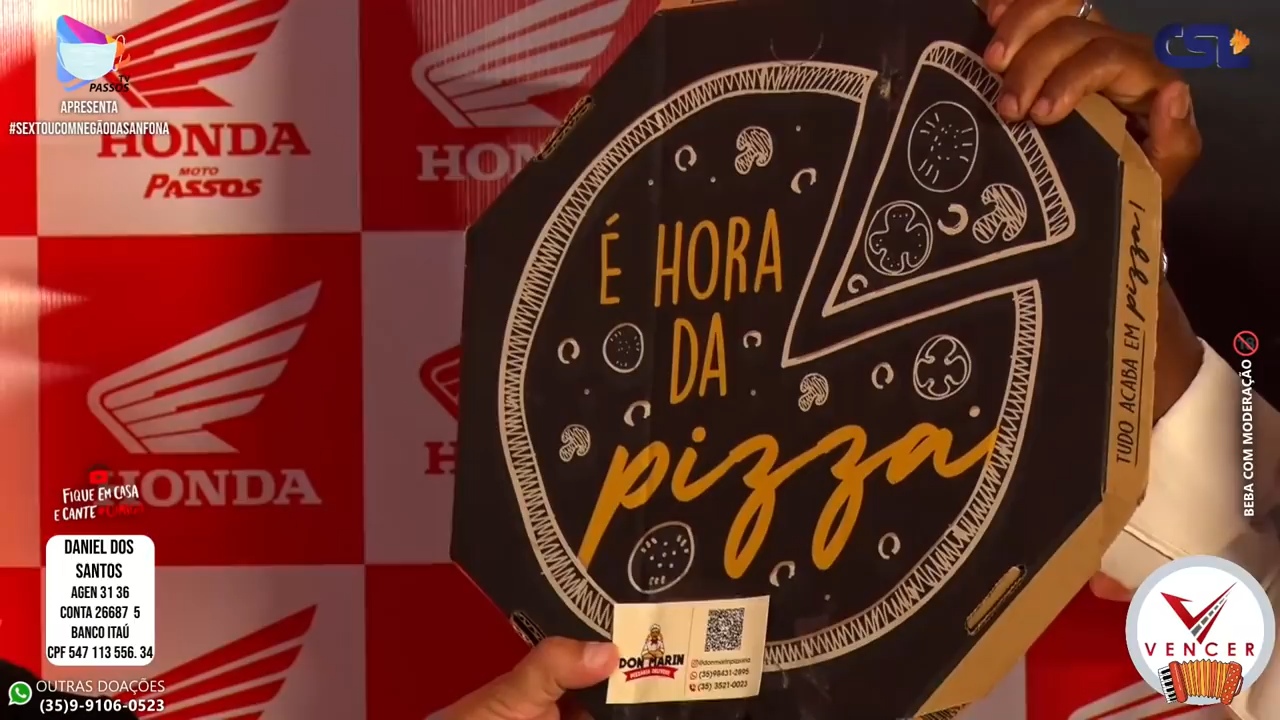 TV
PASSOS
APRESENTA
#SEXTOUCOMNEGÃODASANFONA
HONDA
MOTO
PASSOS
HON
HONDA
H
É HORA
DA
pizza
TUDO ACABA EM pizza!
CSL
BEBA COM MODERAÇÃO
FIQUE EM CASA
E CANTE
DANIEL DOS
SANTOS
AGEN 31 36
CONTA 26687 5
BANCO ITAÚ
CPF 547 113 556. 34
OUTRAS DOAÇÕES
(35)9-9106-0523
DON MARIN
(35)98431-2895
(35) 3521-0023
VENCER